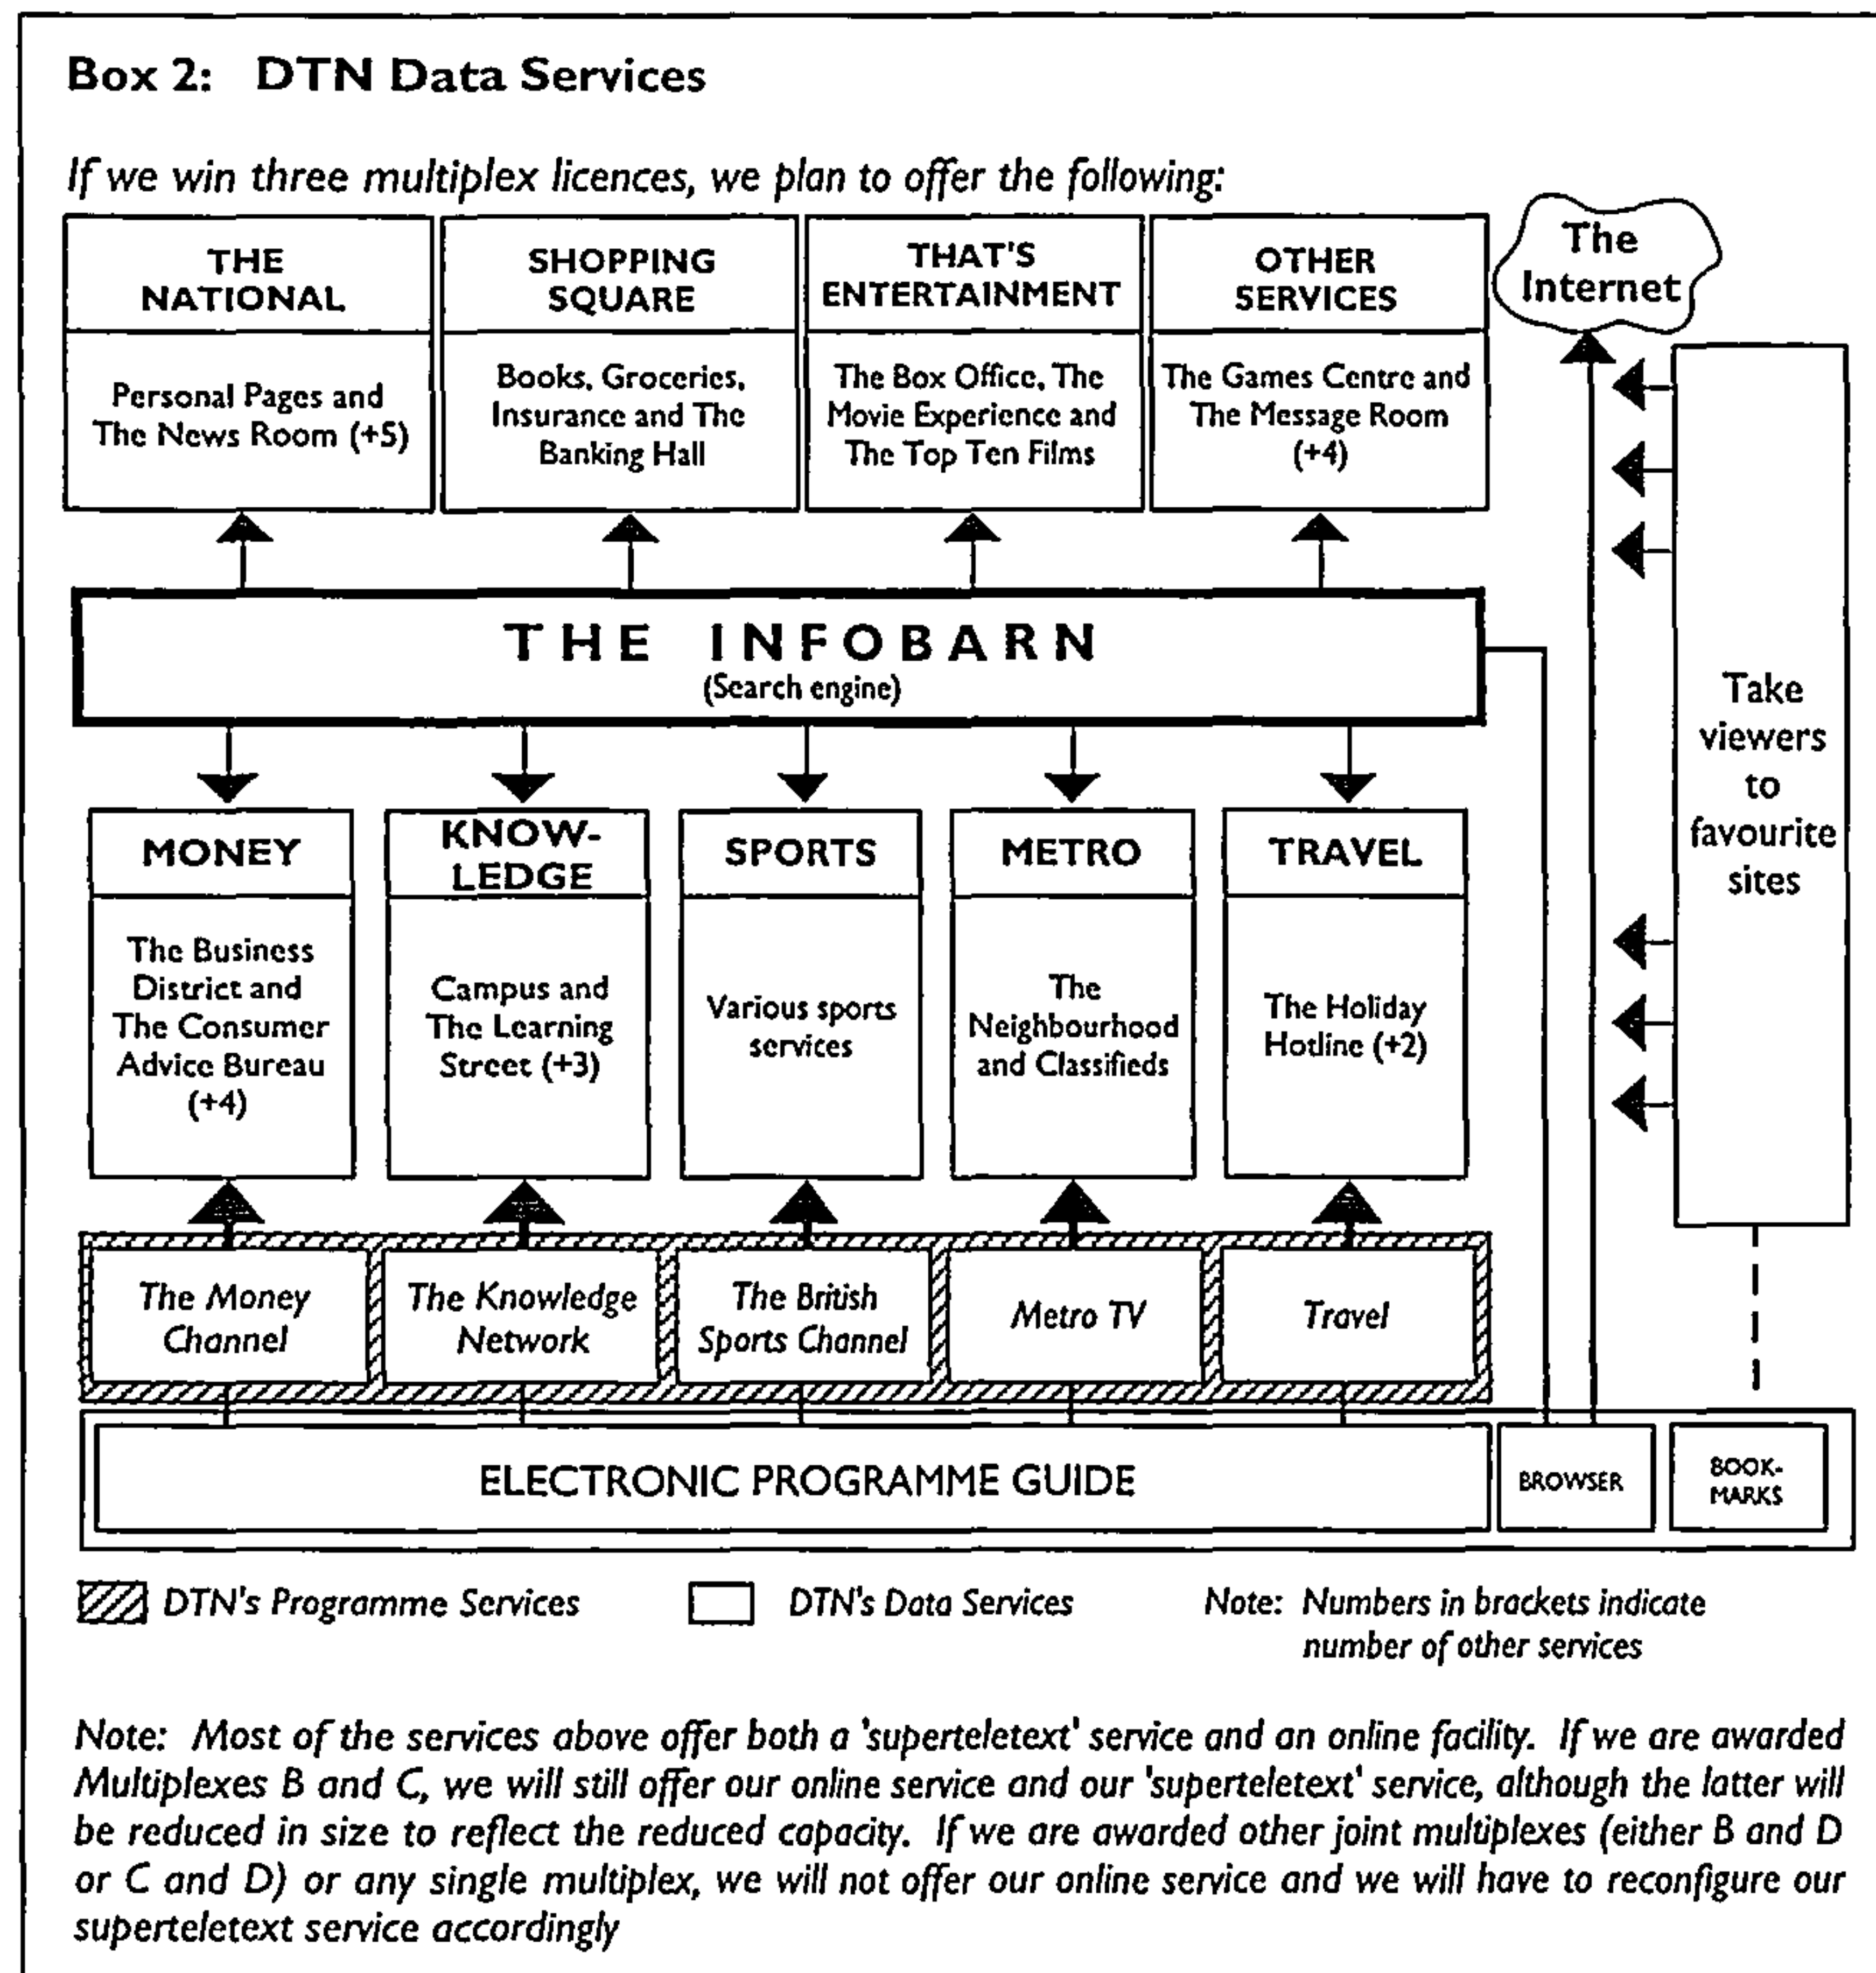 Box 2: DTN Data Services
If we win three multiplex licences, we plan to offer the following:
THE
NATIONAL
Personal Pages and
The News Room (+5)
SHOPPING
SQUARE
Books, Groceries,
Insurance and The
Banking Hall
THAT'S
ENTERTAINMENT
The Box Office, The
Movie Experience and
The Top Ten Films
OTHER
SERVICES
The Games Centre and
The Message Room
(+4)
The
Internet
THE INFOBARN
(Search engine)
Take
viewers
to
favourite
sites
MONEY
The Business
District and
The Consumer
Advice Bureau
(+4)
KNOW-
LEDGE
Campus and
The Learning
Street (+3)
SPORTS
Various sports
services
METRO
The
Neighbourhood
and Classifieds
TRAVEL
The Holiday
Hotline (+2)
The Money
Channel
The Knowledge
Network
The British
Sports Channel
Metro TV
Travel
ELECTRONIC PROGRAMME GUIDE
BROWSER
BOOK-
MARKS
DTN's Programme Services
DTN's Data Services
Note: Numbers in brackets indicate
number of other services
Note: Most of the services above offer both a 'superteletext' service and an online facility. If we are awarded
Multiplexes B and C, we will still offer our online service and our 'superteletext' service, although the latter will
be reduced in size to reflect the reduced capacity. If we are awarded other joint multiplexes (either B and D
or C and D) or any single multiplex, we will not offer our online service and we will have to reconfigure our
superteletext service accordingly